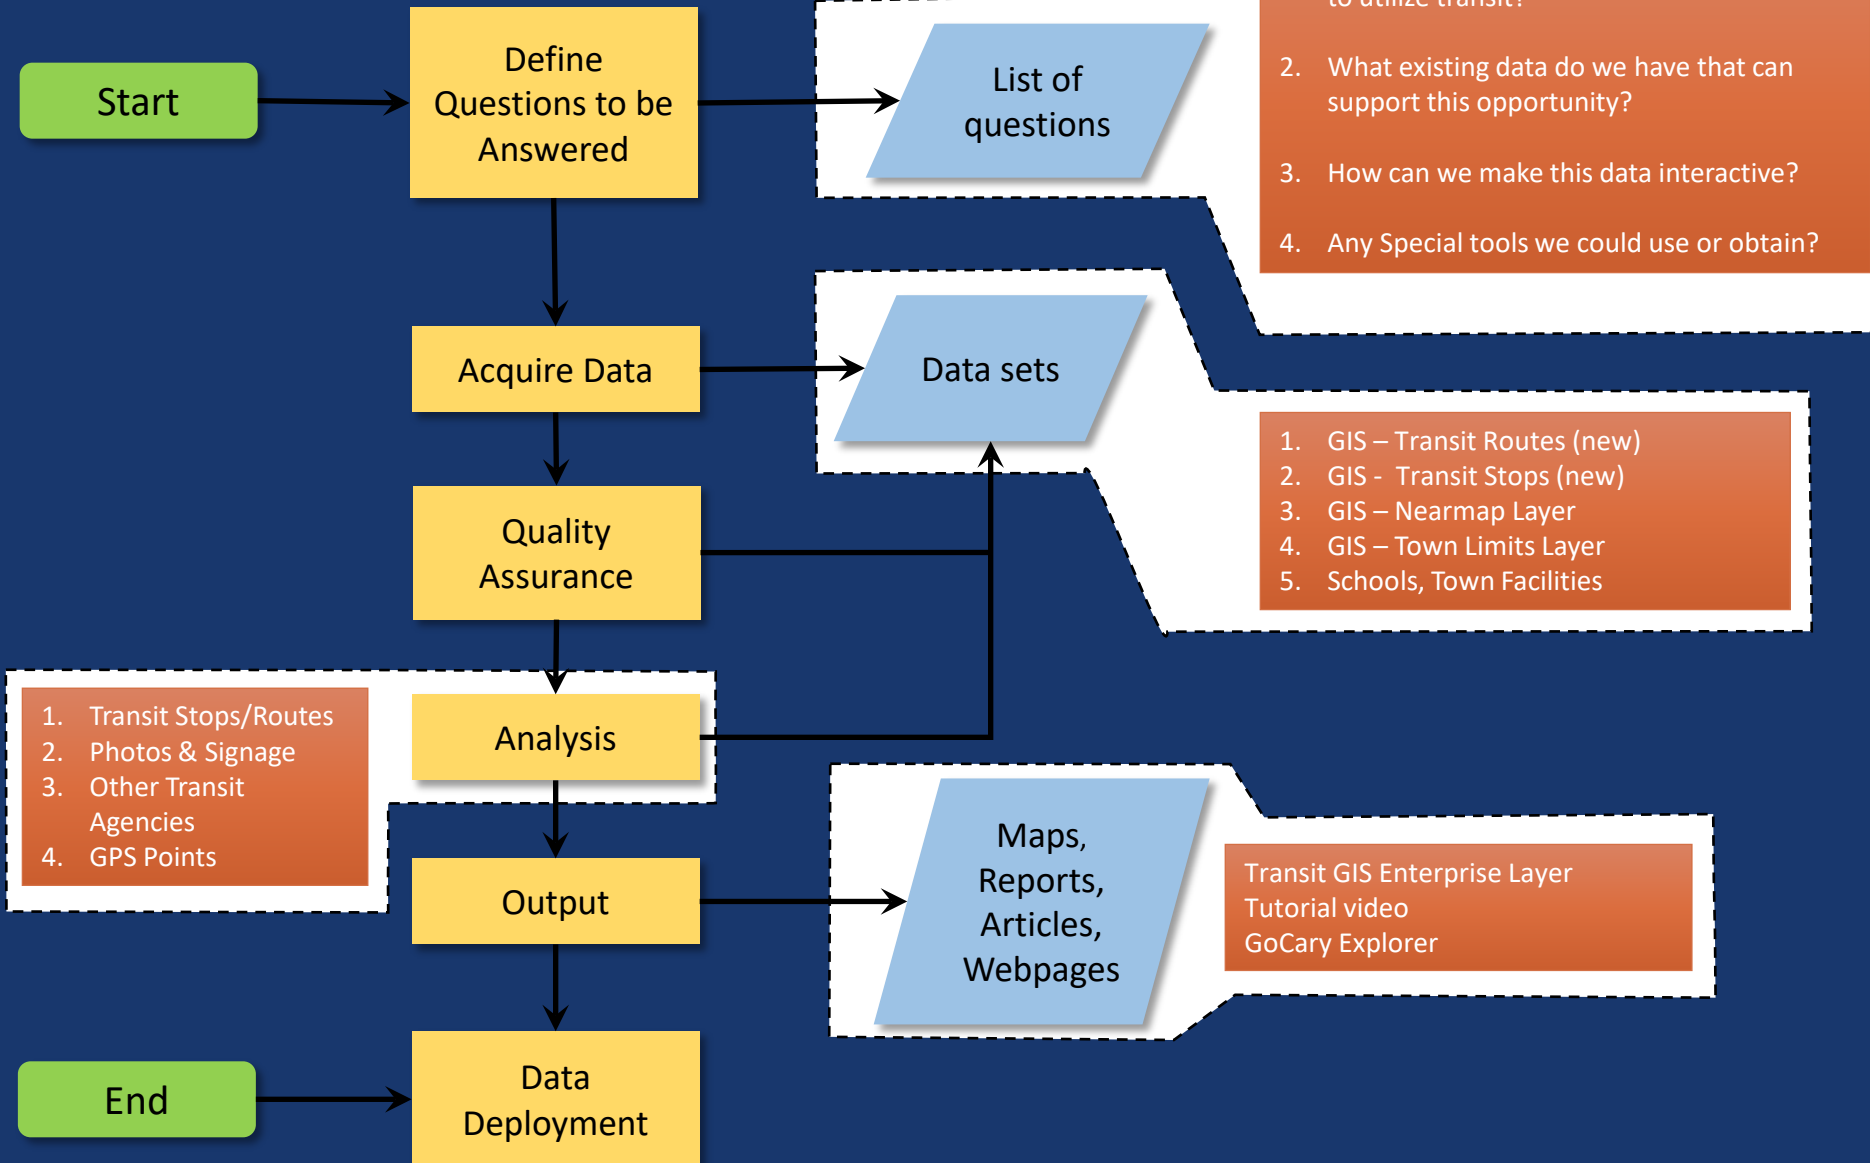 Start
Define
Questions to be
Answered
List of
questions
to utilize transit?
2. What existing data do we have that can
support this opportunity?
3. How can we make this data interactive?
4. Any Special tools we could use or obtain?
Acquire Data
Data sets
1. GIS – Transit Routes (new)
2. GIS - Transit Stops (new)
3. GIS – Nearmap Layer
4. GIS – Town Limits Layer
5. Schools, Town Facilities
Quality
Assurance
1. Transit Stops/Routes
2. Photos & Signage
3. Other Transit
Agencies
4. GPS Points
Analysis
Output
Maps,
Reports,
Articles,
Webpages
Transit GIS Enterprise Layer
Tutorial video
GoCary Explorer
End
Data
Deployment